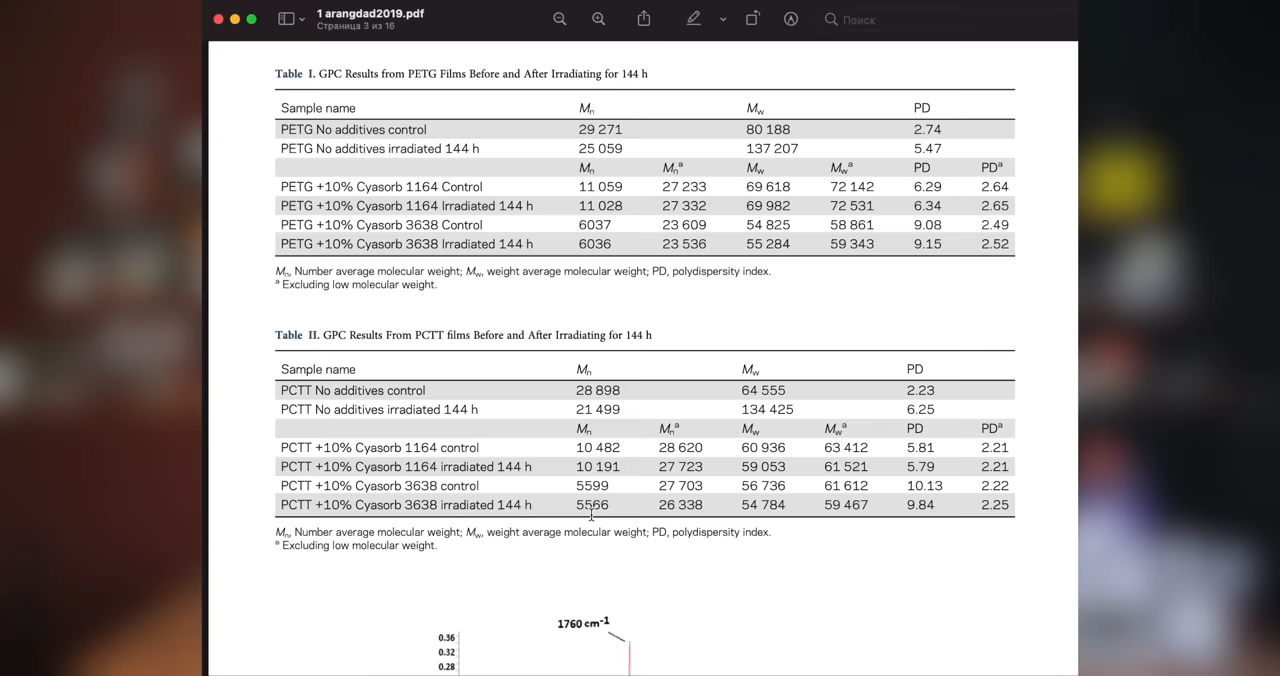 1 arangdad2019.pdf
Страница 3 из 16
Поиск
Table I. GPC Results from PETG Films Before and After Irradiating for 144 h
Sample name Mn Mw PD
PETG No additives control 29 271 80 188 2.74
PETG No additives irradiated 144 h 25 059 137 207 5.47
Mn Mn a Mw Mw a PD PD a
PETG +10% Cyasorb 1164 Control 11 059 27 233 69 618 72 142 6.29 2.64
PETG +10% Cyasorb 1164 Irradiated 144 h 11 028 27 332 69 982 72 531 6.34 2.65
PETG +10% Cyasorb 3638 Control 6037 23 609 54 825 58 861 9.08 2.49
PETG +10% Cyasorb 3638 Irradiated 144 h 6036 23 536 55 284 59 343 9.15 2.52
Mn, Number average molecular weight; Mw, weight average molecular weight; PD, polydispersity index.
a Excluding low molecular weight.
Table II. GPC Results From PCTT films Before and After Irradiating for 144 h
Sample name Mn Mw PD
PCTT No additives control 28 898 64 555 2.23
PCTT No additives irradiated 144 h 21 499 134 425 6.25
Mn Mn a Mw Mw a PD PD a
PCTT +10% Cyasorb 1164 control 10 482 28 620 60 936 63 412 5.81 2.21
PCTT +10% Cyasorb 1164 irradiated 144 h 10 191 27 723 59 053 61 521 5.79 2.21
PCTT +10% Cyasorb 3638 control 5599 27 703 56 736 61 612 10.13 2.22
PCTT +10% Cyasorb 3638 irradiated 144 h 5566 26 338 54 784 59 467 9.84 2.25
Mn, Number average molecular weight; Mw, weight average molecular weight; PD, polydispersity index.
a Excluding low molecular weight.
1760 cm-1
0.36
0.32
0.28